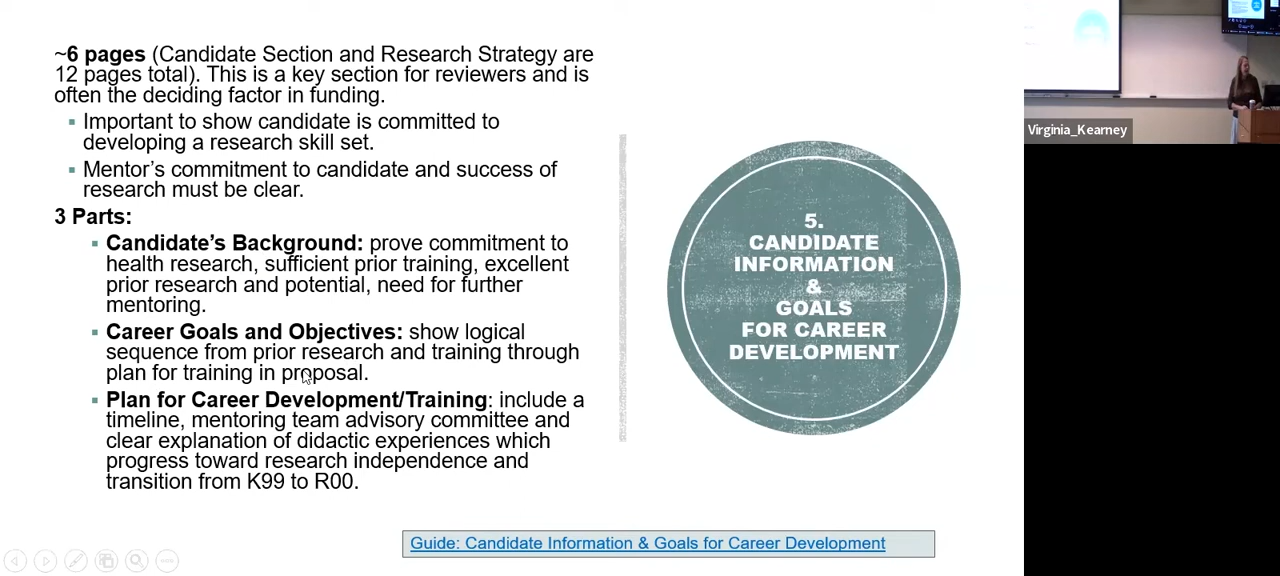 ~6 pages (Candidate Section and Research Strategy are
12 pages total). This is a key section for reviewers and is
often the deciding factor in funding.
▪ Important to show candidate is committed to
developing a research skill set.
▪ Mentor’s commitment to candidate and success of
research must be clear.
3 Parts:
▪ Candidate’s Background: prove commitment to
health research, sufficient prior training, excellent
prior research and potential, need for further
mentoring.
▪ Career Goals and Objectives: show logical
sequence from prior research and training through
plan for training in proposal.
▪ Plan for Career Development/Training: include a
timeline, mentoring team advisory committee and
clear explanation of didactic experiences which
progress toward research independence and
transition from K99 to R00.
5.
CANDIDATE
INFORMATION
&
GOALS
FOR CAREER
DEVELOPMENT
Guide: Candidate Information & Goals for Career Development
Virginia_Kearney